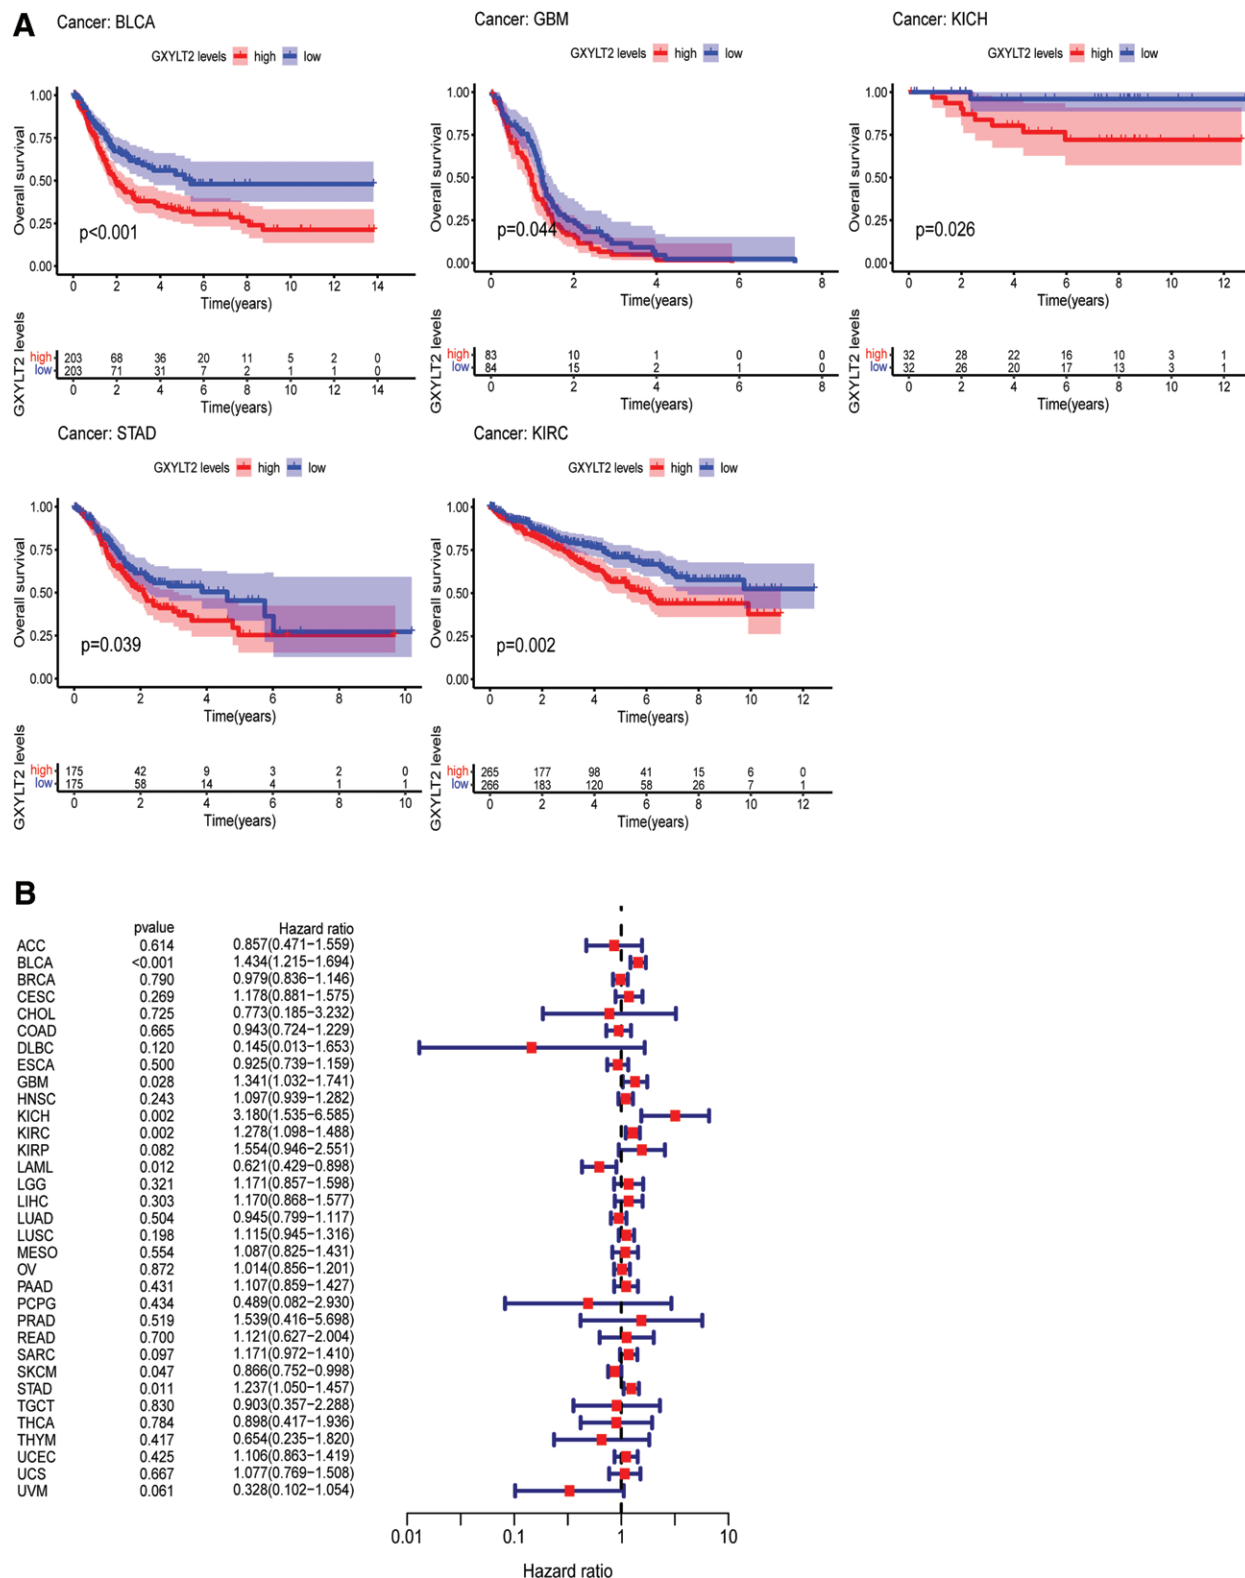 A
Cancer: BLCA
GXYLT2 levels high low
Overall survival
1.00
0.75
0.50
0.25
0.00
p<0.001
0 2 4 6 8 10 12 14
Time(years)
GXYLT2 levels
high 203 68 36 20 11 5 2 0
low 203 71 31 7 2 1 1 0
0 2 4 6 8 10 12 14
Time(years)
Cancer: GBM
GXYLT2 levels high low
Overall survival
1.00
0.75
0.50
0.25
0.00
p=0.044
0 2 4 6 8
Time(years)
GXYLT2 levels
high 83 10 1 0 0
low 84 15 2 1 0
0 2 4 6 8
Time(years)
Cancer: KICH
GXYLT2 levels high low
Overall survival
1.00
0.75
0.50
0.25
0.00
p=0.026
0 2 4 6 8 10 12
Time(years)
GXYLT2 levels
high 32 28 22 16 10 3 1
low 32 26 20 17 13 3 1
0 2 4 6 8 10 12
Time(years)
Cancer: STAD
GXYLT2 levels high low
Overall survival
1.00
0.75
0.50
0.25
0.00
p=0.039
0 2 4 6 8 10
Time(years)
GXYLT2 levels
high 175 42 9 3 2 0
low 175 58 14 4 1 1
0 2 4 6 8 10
Time(years)
Cancer: KIRC
GXYLT2 levels high low
Overall survival
1.00
0.75
0.50
0.25
0.00
p=0.002
0 2 4 6 8 10 12
Time(years)
GXYLT2 levels
high 265 177 98 41 15 6 0
low 266 183 120 58 26 7 1
0 2 4 6 8 10 12
Time(years)
B
pvalue Hazard ratio
ACC 0.614 0.857(0.471−1.559)
BLCA <0.001 1.434(1.215−1.694)
BRCA 0.790 0.979(0.836−1.146)
CESC 0.269 1.178(0.881−1.575)
CHOL 0.725 0.773(0.185−3.232)
COAD 0.665 0.943(0.724−1.229)
DLBC 0.120 0.145(0.013−1.653)
ESCA 0.500 0.925(0.739−1.159)
GBM 0.028 1.341(1.032−1.741)
HNSC 0.243 1.097(0.939−1.282)
KICH 0.002 3.180(1.535−6.585)
KIRC 0.002 1.278(1.098−1.488)
KIRP 0.082 1.554(0.946−2.551)
LAML 0.012 0.621(0.429−0.898)
LGG 0.321 1.171(0.857−1.598)
LIHC 0.303 1.170(0.868−1.577)
LUAD 0.504 0.945(0.799−1.117)
LUSC 0.198 1.115(0.945−1.316)
MESO 0.554 1.087(0.825−1.431)
OV 0.872 1.014(0.856−1.201)
PAAD 0.431 1.107(0.859−1.427)
PCPG 0.434 0.489(0.082−2.930)
PRAD 0.519 1.539(0.416−5.698)
READ 0.700 1.121(0.627−2.004)
SARC 0.097 1.171(0.972−1.410)
SKCM 0.047 0.866(0.752−0.998)
STAD 0.011 1.237(1.050−1.457)
TGCT 0.830 0.903(0.357−2.288)
THCA 0.784 0.898(0.417−1.936)
THYM 0.417 0.654(0.235−1.820)
UCEC 0.425 1.106(0.863−1.419)
UCS 0.667 1.077(0.769−1.508)
UVM 0.061 0.328(0.102−1.054)
0.01 0.1 1 10
Hazard ratio